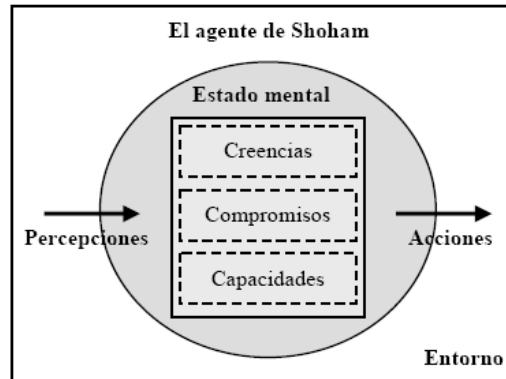 El agente de Shoham
Estado mental
Creencias
Compromisos
Capacidades
Percepciones
Acciones
Entorno